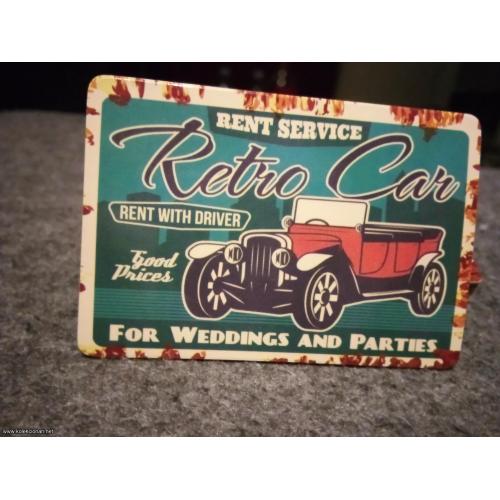 RENT SERVICE
Retro Car
RENT WITH DRIVER
Good
Prices
FOR WEDDINGS AND PARTIES
www.kolekcionari.net